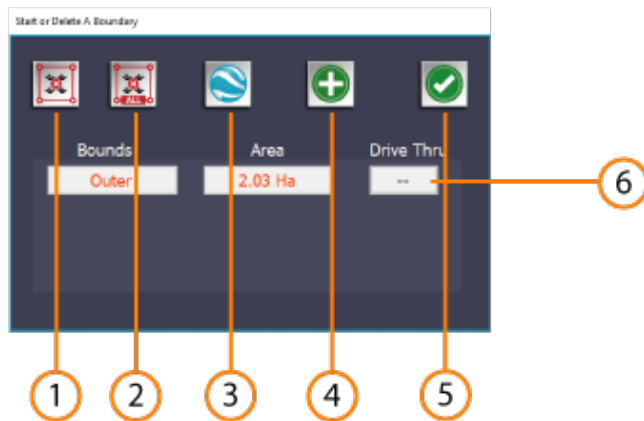 Start or Delete A Boundary
ALL
Bounds Area Drive Thru
Outer 2.03 Ha --
6
1 2 3 4 5